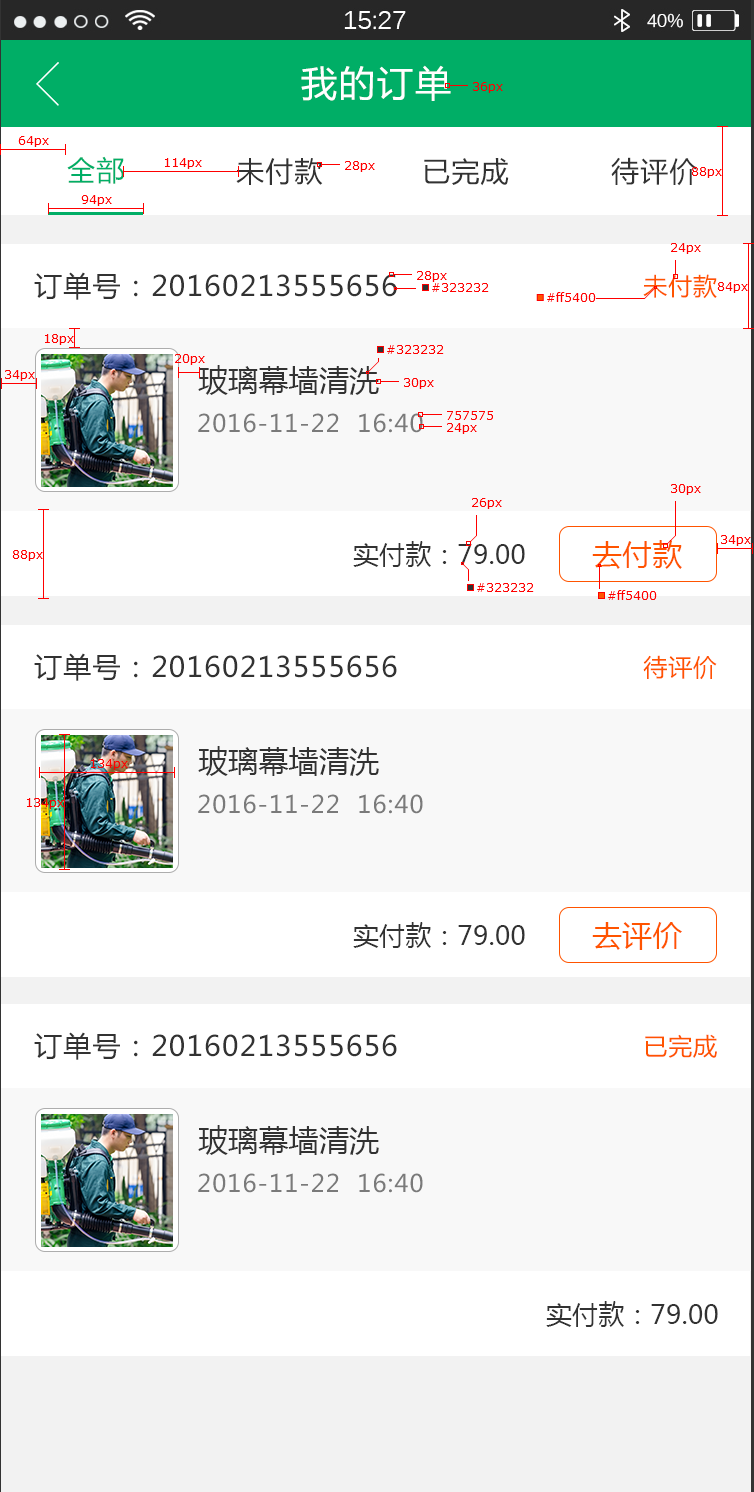 15:27 40%
我的订单 36px
64px
全部 114px 未付款 28px 已完成 待评价 88px
94px
24px
订单号：20160213555656 28px #323232 #ff5400 未付款 84px
18px
34px 20px #323232
玻璃幕墙清洗 30px
2016-11-22 16:40 757575
24px
26px 30px
88px 实付款：79.00 去付款 34px
#323232 #ff5400
订单号：20160213555656 待评价
134px 玻璃幕墙清洗
134px 2016-11-22 16:40
实付款：79.00 去评价
订单号：20160213555656 已完成
玻璃幕墙清洗
2016-11-22 16:40
实付款：79.00